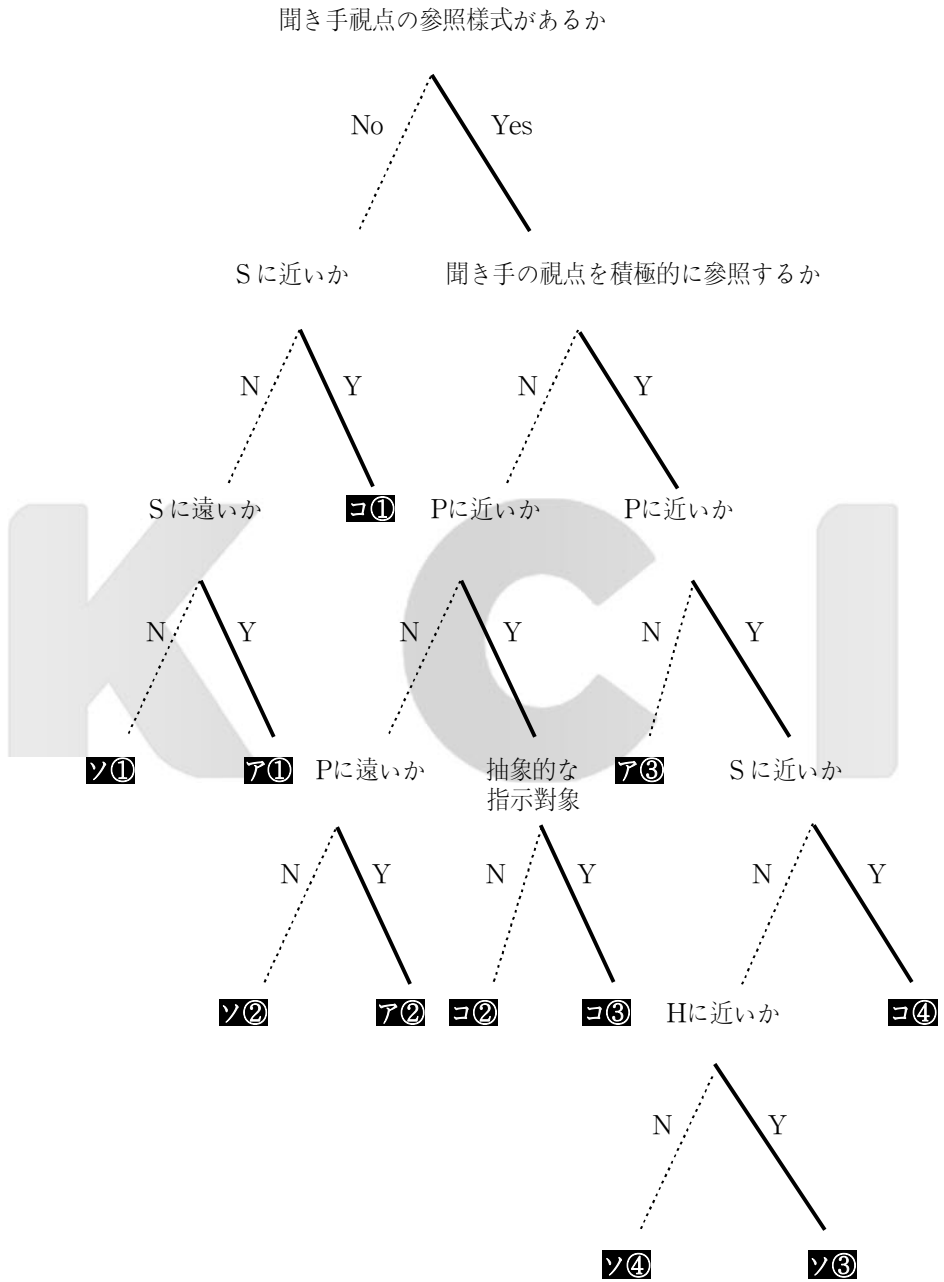 聞き手視点の參照樣式があるか
No Yes
Sに近いか 聞き手の視点を積極的に參照するか
N Y N Y
Sに遠いか コ① Pに近いか Pに近いか
N Y N Y N Y
ソ① ア① Pに遠いか 抽象的な ア③ Sに近いか
指示對象
N Y N Y N Y
ソ② ア② コ② コ③ Hに近いか コ④
N Y
ソ④ ソ③
KCI